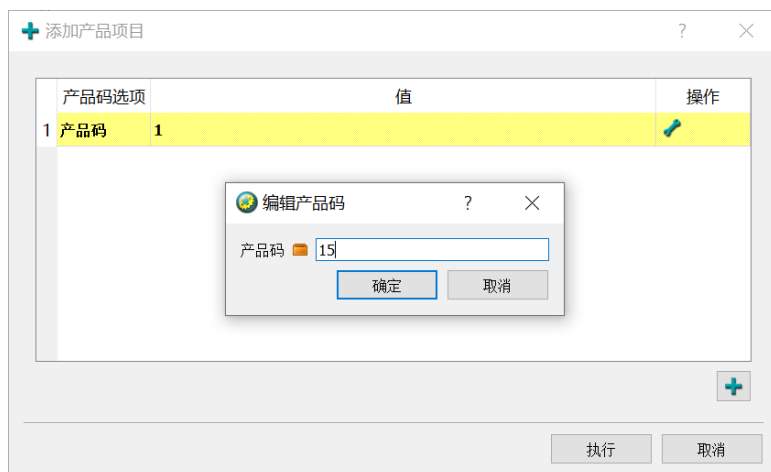 添加产品项目
产品码选项 值 操作
1 产品码 1
编辑产品码
产品码 15
确定 取消
执行 取消